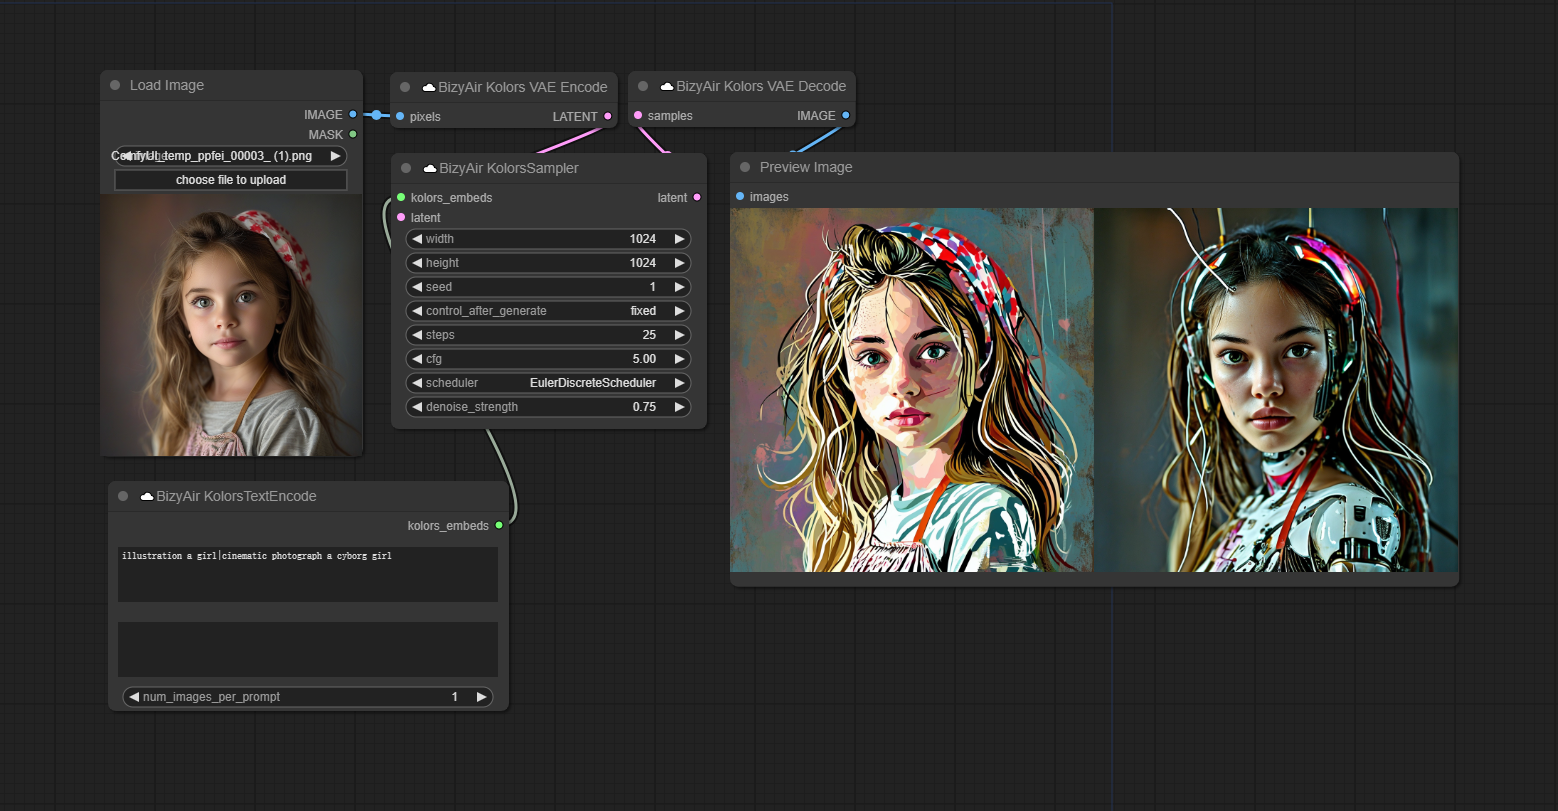 Load Image
IMAGE
MASK
ComfyUI_temp_ppfei_00003_ (1).png
choose file to upload
BizyAir Kolors VAE Encode
pixels
LATENT
BizyAir Kolors VAE Decode
samples
IMAGE
BizyAir KolorsSampler
kolors_embeds
latent
latent
width
1024
height
1024
seed
1
control_after_generate
fixed
steps
25
cfg
5.00
scheduler
EulerDiscreteScheduler
denoise_strength
0.75
Preview Image
images
BizyAir KolorsTextEncode
kolors_embeds
illustration a girl|cinematic photograph a cyborg girl
num_images_per_prompt
1